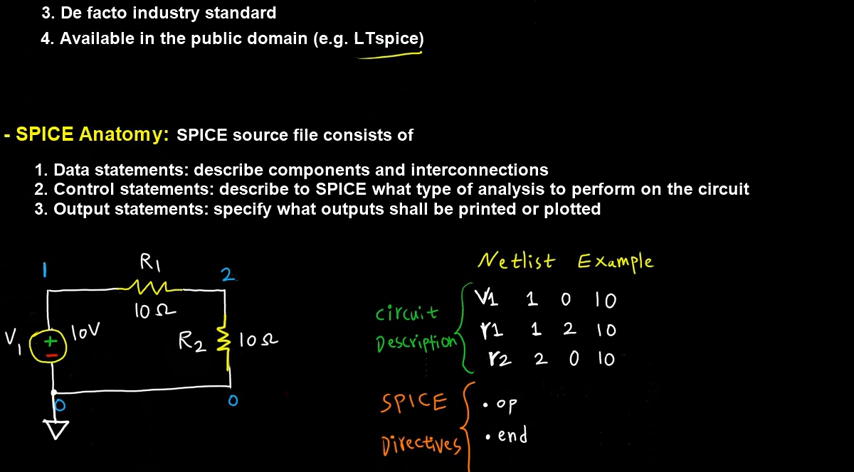 3. De facto industry standard
4. Available in the public domain (e.g. LTspice)
- SPICE Anatomy: SPICE source file consists of
1. Data statements: describe components and interconnections
2. Control statements: describe to SPICE what type of analysis to perform on the circuit
3. Output statements: specify what outputs shall be printed or plotted
1
R1
2
10Ω
V1
+
-
10V
R2
10Ω
0
0
Netlist Example
Circuit
Description
V1 1 0 10
r1 1 2 10
r2 2 0 10
SPICE
Directives
.op
.end